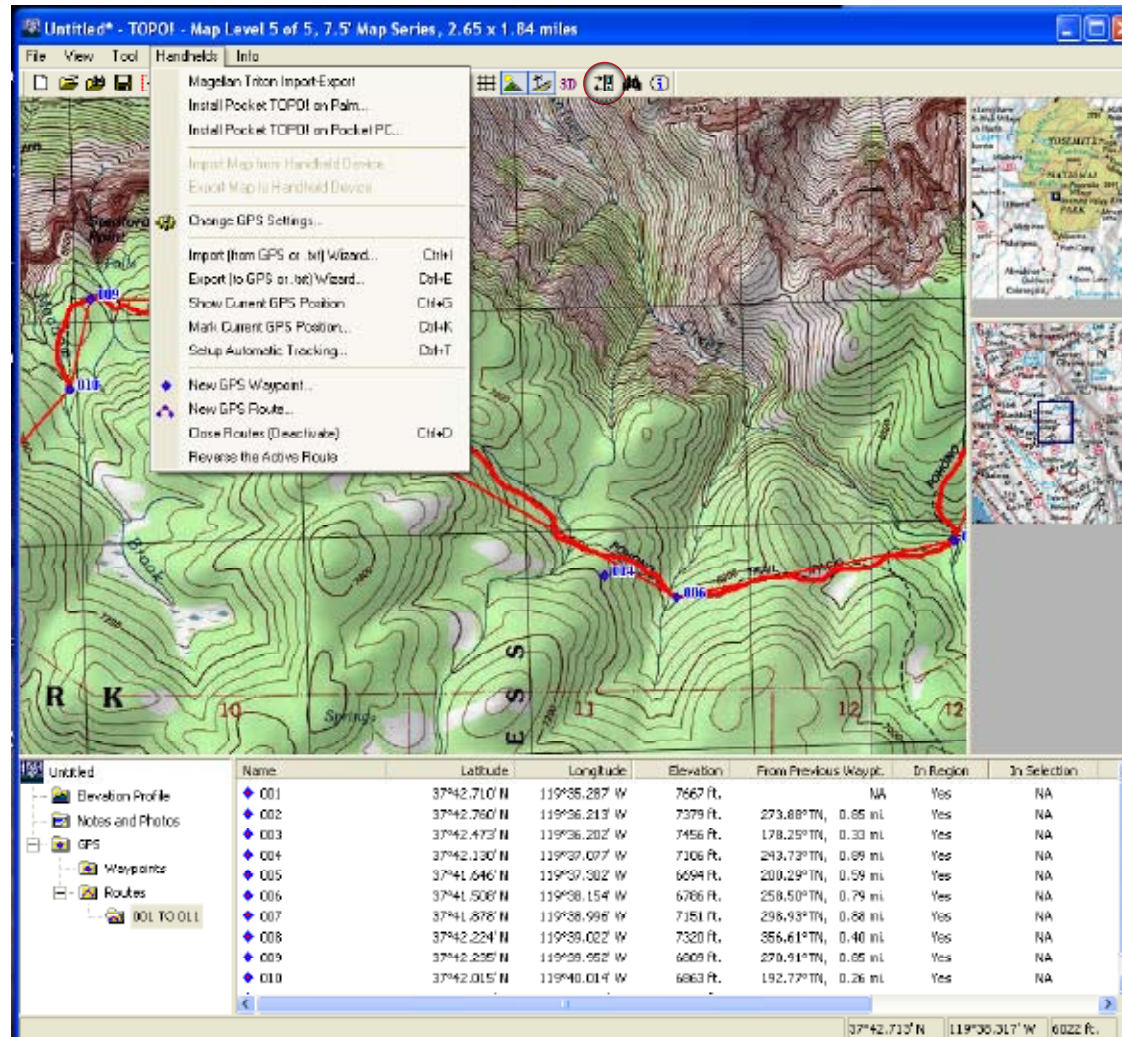 Untitled* - TOPO! - Map Level 5 of 5, 7.5' Map Series, 2.65 x 1.84 miles
File View Tool Handhelds Info
3D
Magellan Triton Import-Export
Install Pocket TOPO! on Palm...
Install Pocket TOPO! on Pocket PC...
Import Map from Handheld Device
Export Map to Handheld Device
Change GPS Settings...
Import (from GPS or .txt) Wizard... Ctrl+I
Export (to GPS or .txt) Wizard... Ctrl+E
Show Current GPS Position Ctrl+G
Mark Current GPS Position... Ctrl+K
Setup Automatic Tracking... Ctrl+T
New GPS Waypoint...
New GPS Route...
Close Routes (Deactivate) Ctrl+D
Reverse the Active Route
YOSEMITE
NATIONAL
PARK
Falls
009
010
Creek
Brook
7400
7200
004
006
POHONO
TRAIL
PACK
R K
10
Springs
11
12
12
E S S
Untitled
Elevation Profile
Notes and Photos
GPS
Waypoints
Routes
001 TO 011
Name Latitude Longitude Elevation From Previous Waypt. In Region In Selection
001 37°42.710' N 119°35.287' W 7667 ft. NA Yes NA
002 37°42.760' N 119°36.213' W 7379 ft. 273.88°TN, 0.85 mi. Yes NA
003 37°42.473' N 119°36.202' W 7456 ft. 178.25°TN, 0.33 mi. Yes NA
004 37°42.130' N 119°37.077' W 7106 ft. 243.73°TN, 0.89 mi. Yes NA
005 37°41.646' N 119°37.302' W 6694 ft. 200.29°TN, 0.59 mi. Yes NA
006 37°41.508' N 119°38.154' W 6786 ft. 258.50°TN, 0.79 mi. Yes NA
007 37°41.878' N 119°38.996' W 7151 ft. 298.93°TN, 0.88 mi. Yes NA
008 37°42.224' N 119°39.022' W 7320 ft. 356.61°TN, 0.40 mi. Yes NA
009 37°42.235' N 119°39.952' W 6809 ft. 270.91°TN, 0.85 mi. Yes NA
010 37°42.015' N 119°40.014' W 6863 ft. 192.77°TN, 0.26 mi. Yes NA
37°42.713' N 119°38.317' W 6022 ft.